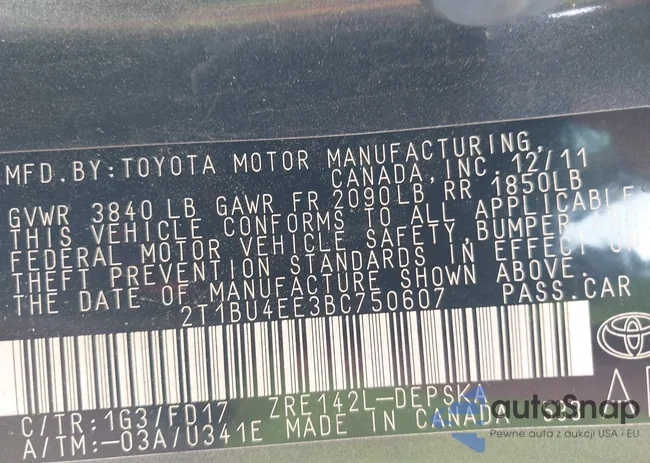 MFD. BY: TOYOTA MOTOR MANUFACTURING,
CANADA, INC. 12/11
GVWR 3840 LB GAWR FR 2090LB RR 1850LB
THIS VEHICLE CONFORMS TO ALL APPLICABLE
FEDERAL MOTOR VEHICLE SAFETY, BUMPER
THEFT PREVENTION STANDARDS IN EFFECT
THE DATE OF MANUFACTURE SHOWN ABOVE.
2T1BU4EE3BC750607 PASS.CAR
C/TR: 1G3/FD17 ZRE142L-DEPSKA
A/TM: -03A/U341E MADE IN CANADA
autoSnap
Pewne auta z aukcji USA i EU